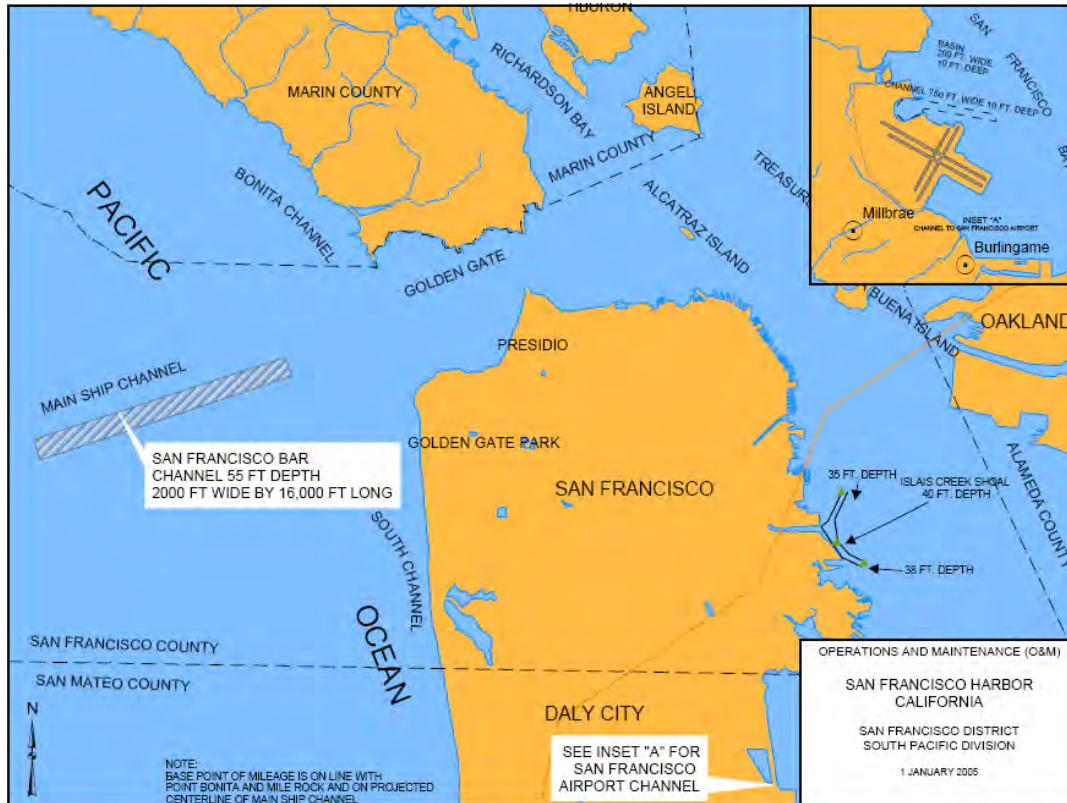 TIBURON
RICHARDSON BAY
MARIN COUNTY
ANGEL
ISLAND
MARIN COUNTY
BONITA CHANNEL
PACIFIC
GOLDEN GATE
ALCATRAZ ISLAND
TREASURE
SAN FRANCISCO BAY
BASIN
200 FT. WIDE
10 FT. DEEP
CHANNEL 750 FT. WIDE 10 FT. DEEP
Millbrae
INSET "A"
CHANNEL TO SAN FRANCISCO AIRPORT
Burlingame
A BUENA ISLAND
OAKLAND
PRESIDIO
MAIN SHIP CHANNEL
SAN FRANCISCO BAR
CHANNEL 55 FT DEPTH
2000 FT WIDE BY 16,000 FT LONG
GOLDEN GATE PARK
SAN FRANCISCO
35 FT. DEPTH
ISLAIS CREEK SHOAL
40 FT. DEPTH
38 FT. DEPTH
ALAMEDA COUNTY
SOUTH CHANNEL
OCEAN
SAN FRANCISCO COUNTY
SAN MATEO COUNTY
N
DALY CITY
NOTE:
BASE POINT OF MILEAGE IS ON LINE WITH
POINT BONITA AND MILE ROCK AND ON PROJECTED
CENTERLINE OF MAIN SHIP CHANNEL
SEE INSET "A" FOR
SAN FRANCISCO
AIRPORT CHANNEL
OPERATIONS AND MAINTENANCE (O&M)
SAN FRANCISCO HARBOR
CALIFORNIA
SAN FRANCISCO DISTRICT
SOUTH PACIFIC DIVISION
1 JANUARY 2005